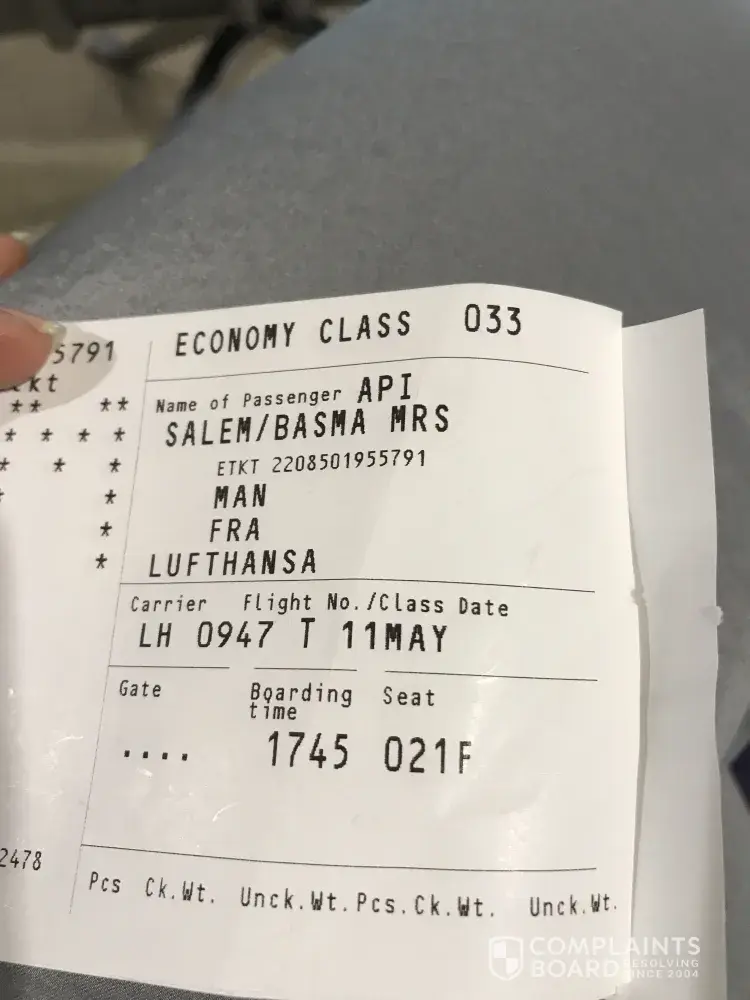 5791
kt
** **
* * * *
* * *
*
*
*
2478
ECONOMY CLASS 033
Name of Passenger API
SALEM/BASMA MRS
ETKT 2208501955791
MAN
FRA
LUFTHANSA
Carrier Flight No./Class Date
LH 0947 T 11MAY
Gate Boarding time Seat
.... 1745 021F
Pcs Ck.Wt. Unck.Wt. Pcs. Ck.Wt. Unck.Wt.
COMPLAINTS
BOARD RESOLVING
SINCE 2004